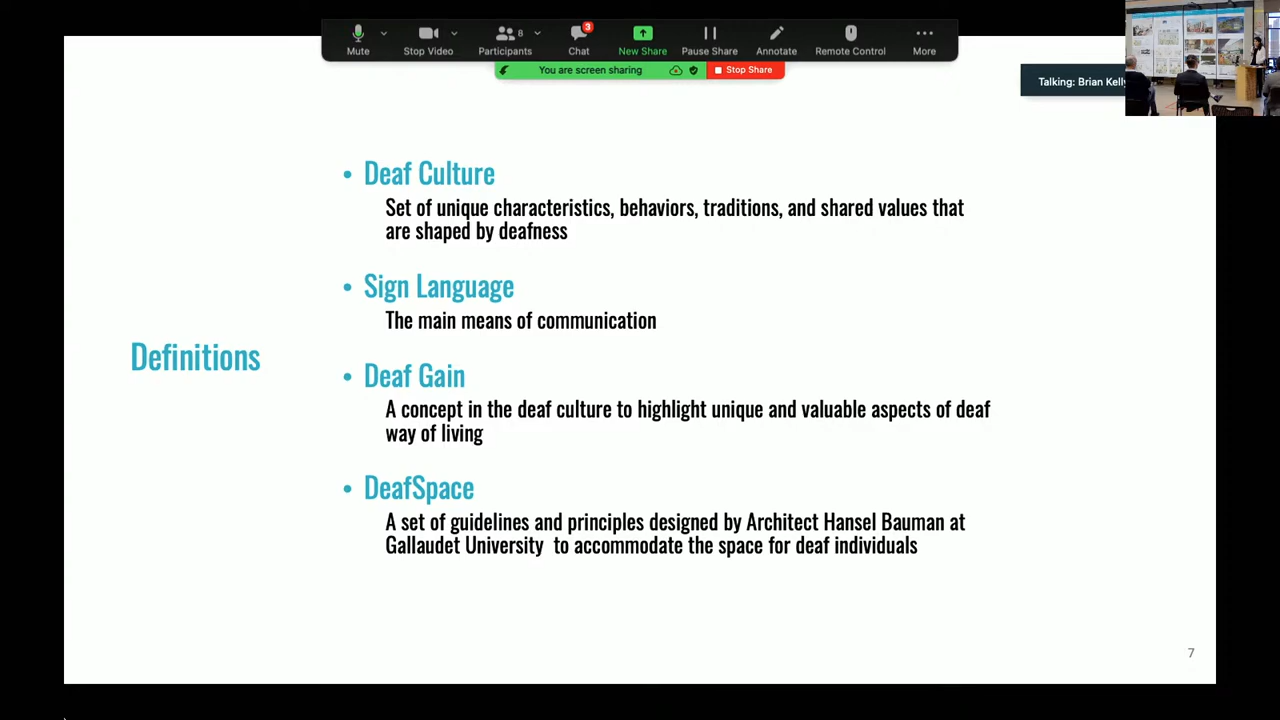 Mute
Stop Video
Participants
8
Chat
3
New Share
Pause Share
Annotate
Remote Control
More
You are screen sharing
Stop Share
Talking: Brian Kelly
• Deaf Culture
Set of unique characteristics, behaviors, traditions, and shared values that
are shaped by deafness
• Sign Language
The main means of communication
Definitions
• Deaf Gain
A concept in the deaf culture to highlight unique and valuable aspects of deaf
way of living
• DeafSpace
A set of guidelines and principles designed by Architect Hansel Bauman at
Gallaudet University to accommodate the space for deaf individuals
7